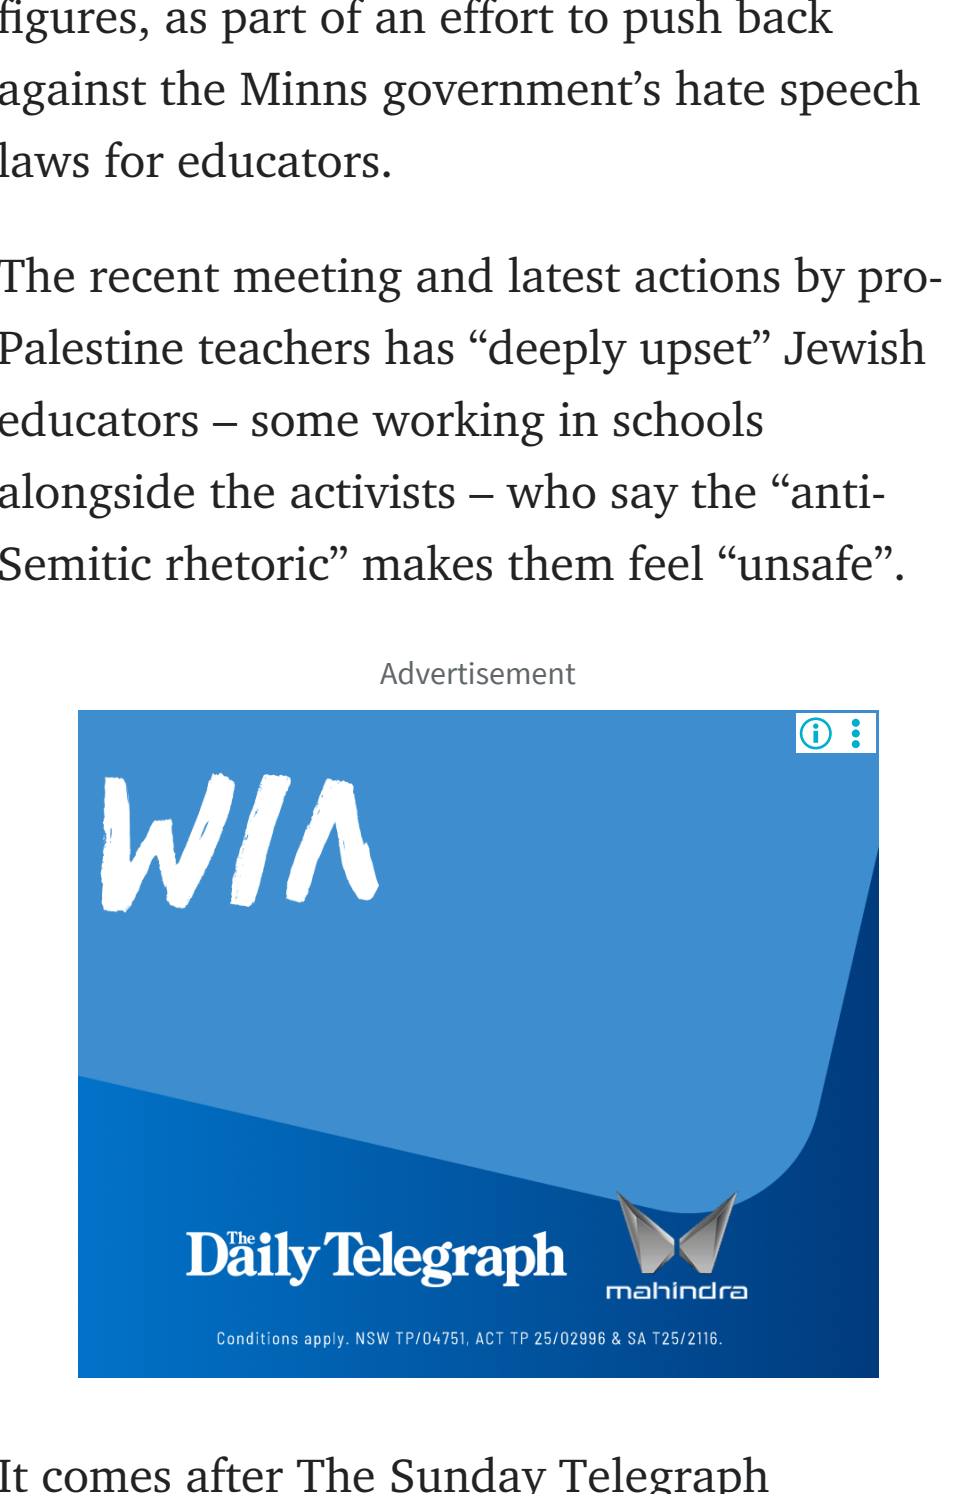 figures, as part of an effort to push back
against the Minns government’s hate speech
laws for educators.
The recent meeting and latest actions by pro-
Palestine teachers has “deeply upset” Jewish
educators – some working in schools
alongside the activists – who say the “anti-
Semitic rhetoric” makes them feel “unsafe”.
Advertisement
WIA
The Daily Telegraph
mahindra
Conditions apply. NSW TP/04751, ACT TP 25/02996 & SA T25/2116.
It comes after The Sunday Telegraph